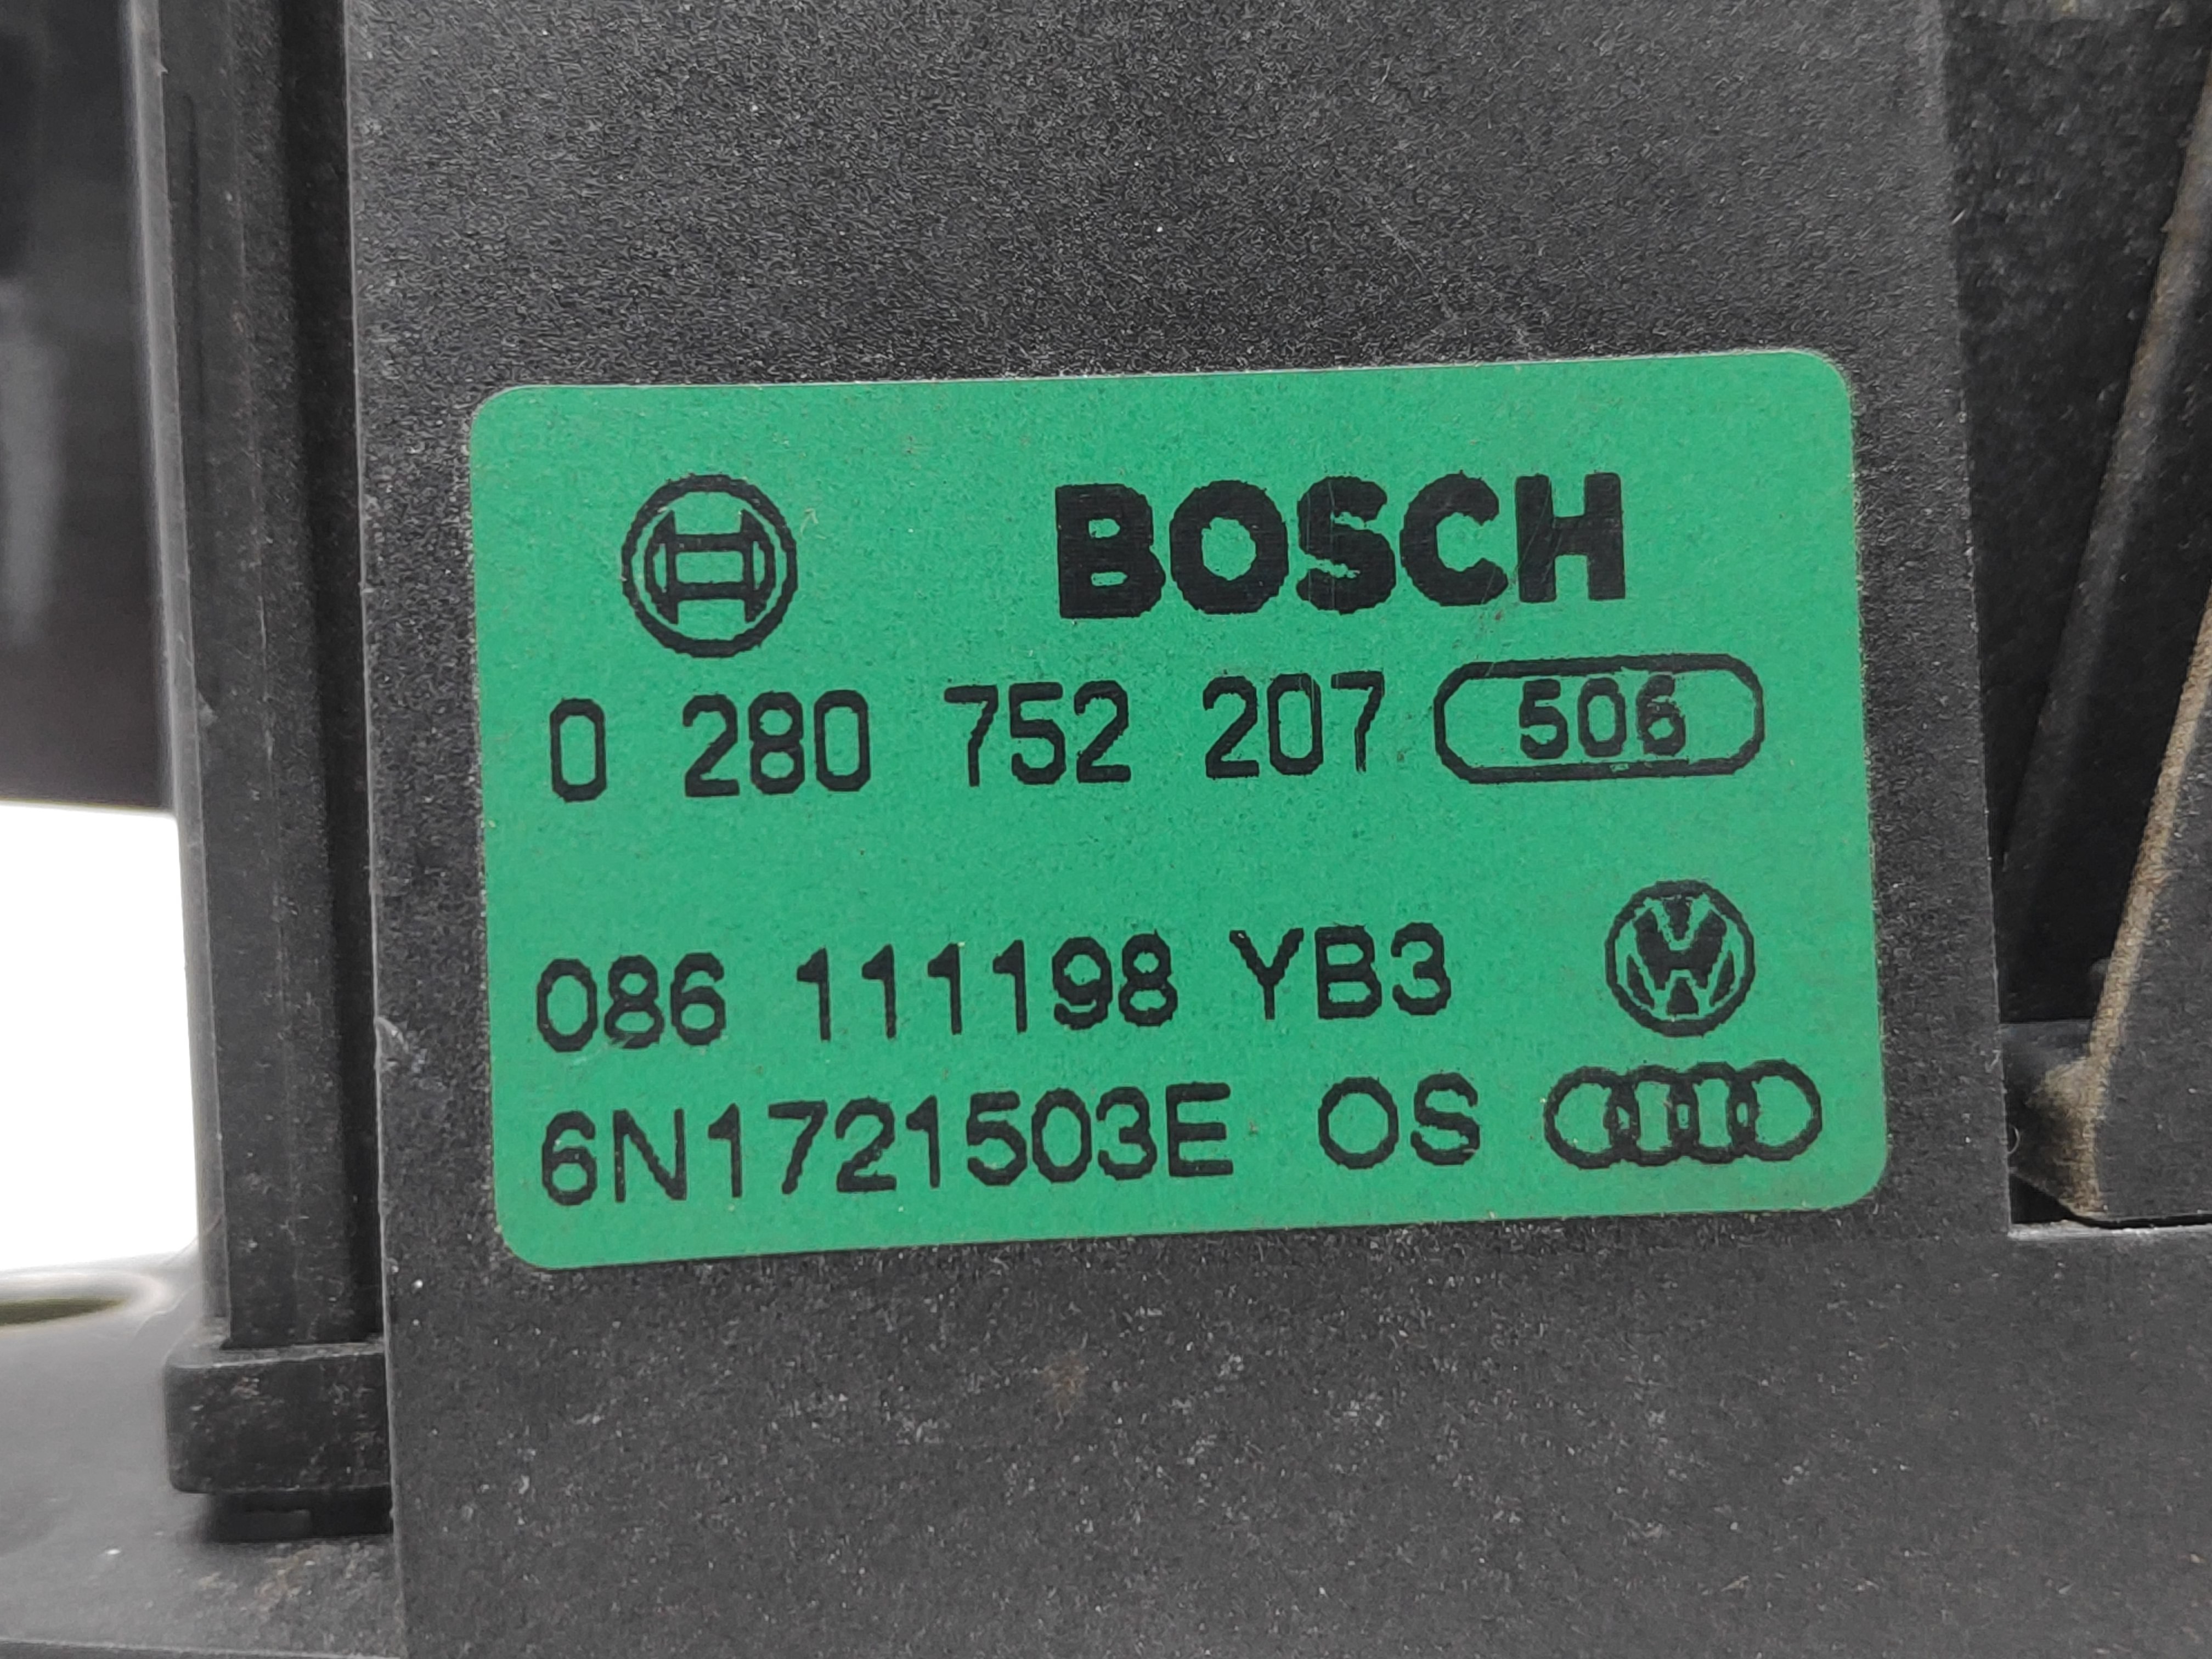 BOSCH
0 280 752 207 506
086 111198 YB3
6N1721503E OS